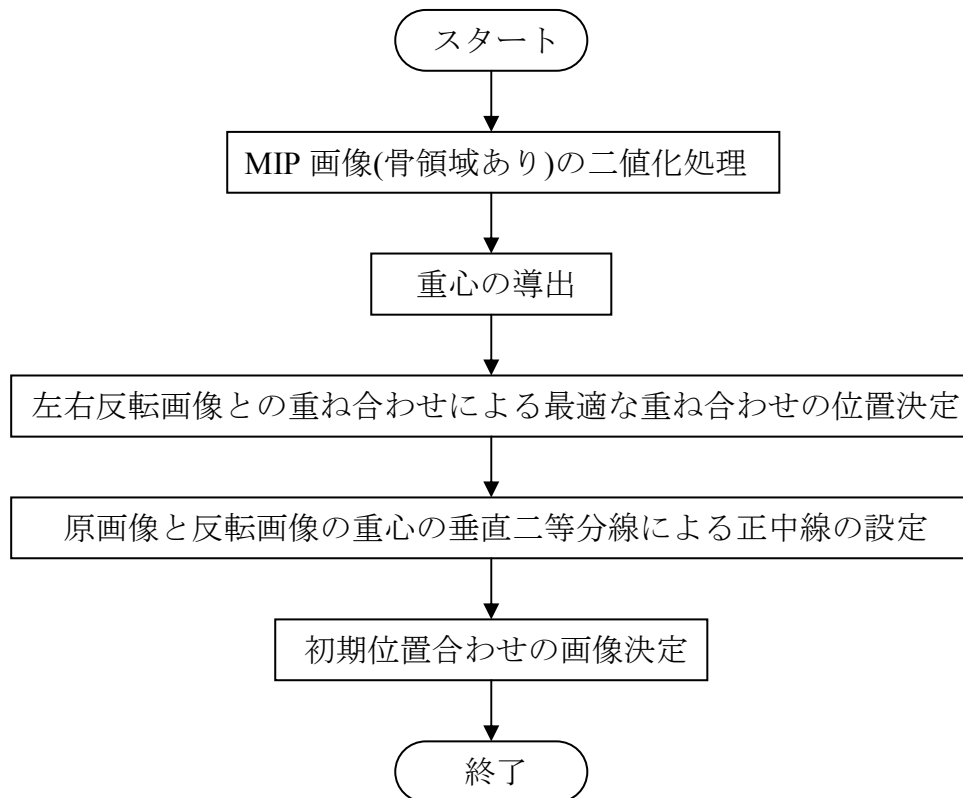 スタート
MIP 画像(骨領域あり)の二値化処理
重心の導出
左右反転画像との重ね合わせによる最適な重ね合わせの位置決定
原画像と反転画像の重心の垂直二等分線による正中線の設定
初期位置合わせの画像決定
終了